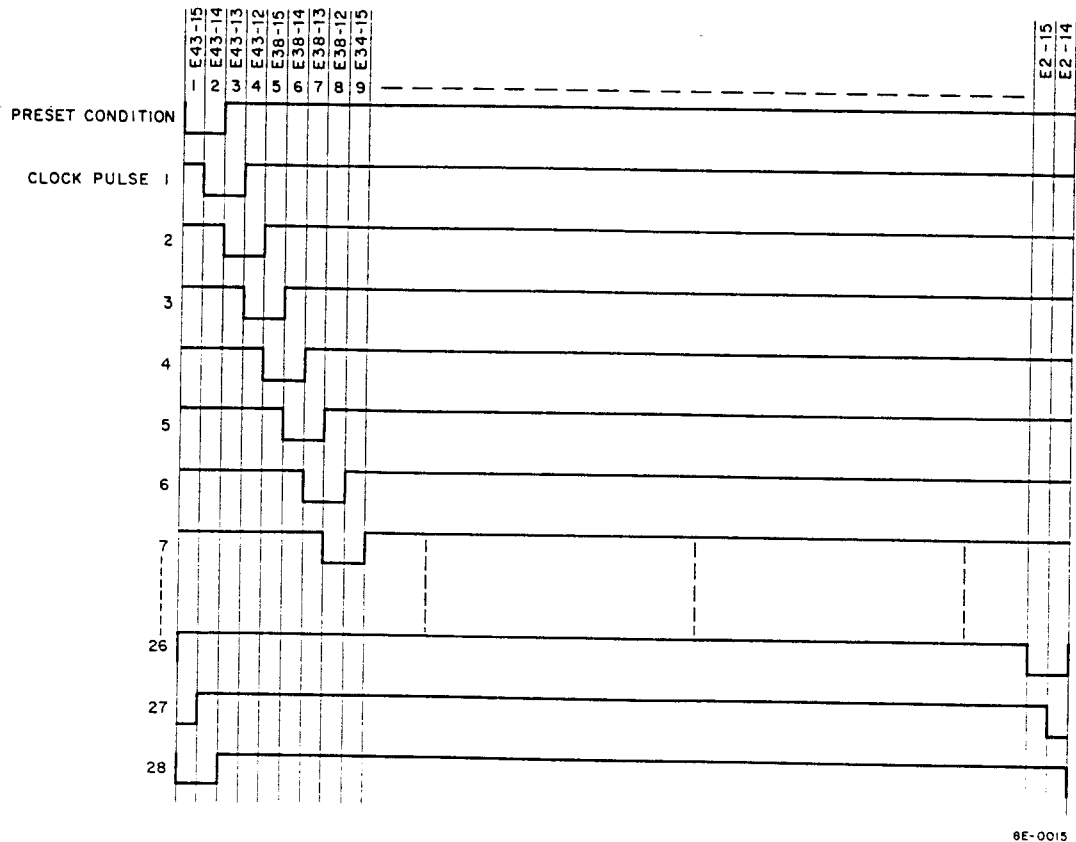 E43-15
E43-14
E43-13
E43-12
E38-15
E38-14
E38-13
E38-12
E34-15
E2-15
E2-14
1 2 3 4 5 6 7 8 9
PRESET CONDITION
CLOCK PULSE 1
2
3
4
5
6
7
26
27
28
8E-0015